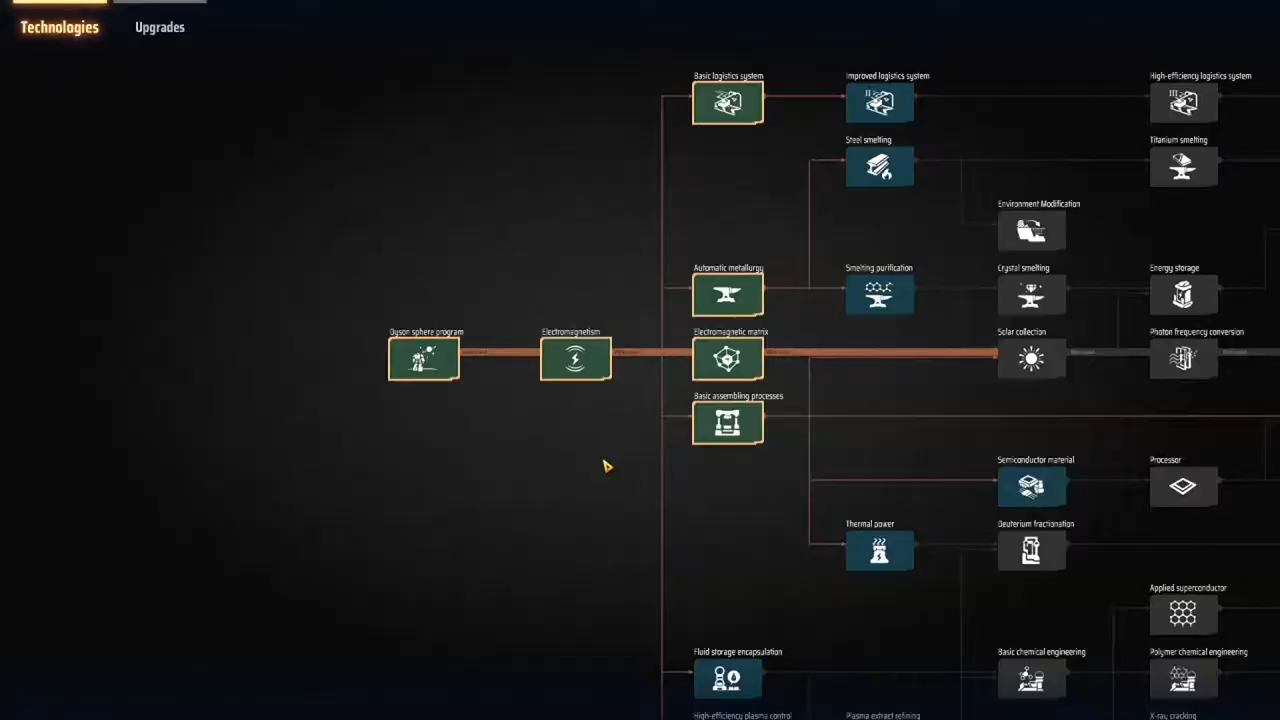 Technologies
Upgrades
Basic logistics system
Improved logistics system
High-efficiency logistics system
Steel smelting
Titanium smelting
Environment Modification
Automatic metallurgy
Smelting purification
Crystal smelting
Energy storage
Dyson sphere program
Electromagnetism
Electromagnetic matrix
Solar collection
Photon frequency conversion
Basic assembling processes
Semiconductor material
Processor
Thermal power
Deuterium fractionation
Applied superconductor
Fluid storage encapsulation
Basic chemical engineering
Polymer chemical engineering
High-efficiency plasma control
Plasma extract refining
X-ray cracking